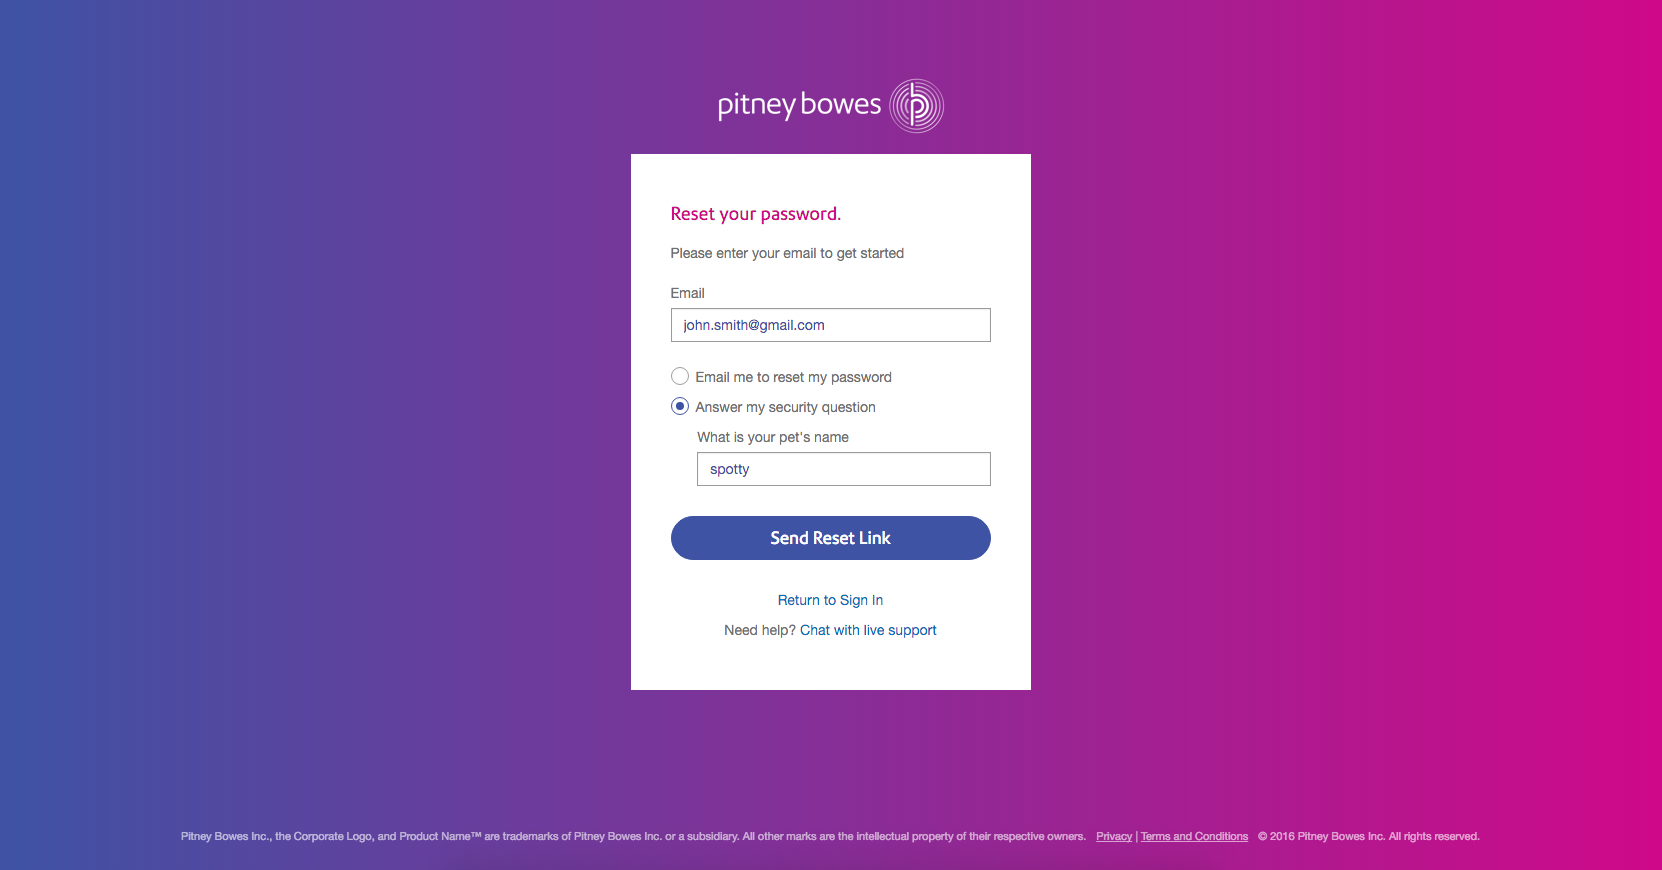 pitney bowes
Reset your password.
Please enter your email to get started
Email
john.smith@gmail.com
Email me to reset my password
Answer my security question
What is your pet's name
spotty
Send Reset Link
Return to Sign In
Need help? Chat with live support
Pitney Bowes Inc., the Corporate Logo, and Product Name™ are trademarks of Pitney Bowes Inc. or a subsidiary. All other marks are the intellectual property of their respective owners. Privacy | Terms and Conditions © 2016 Pitney Bowes Inc. All rights reserved.